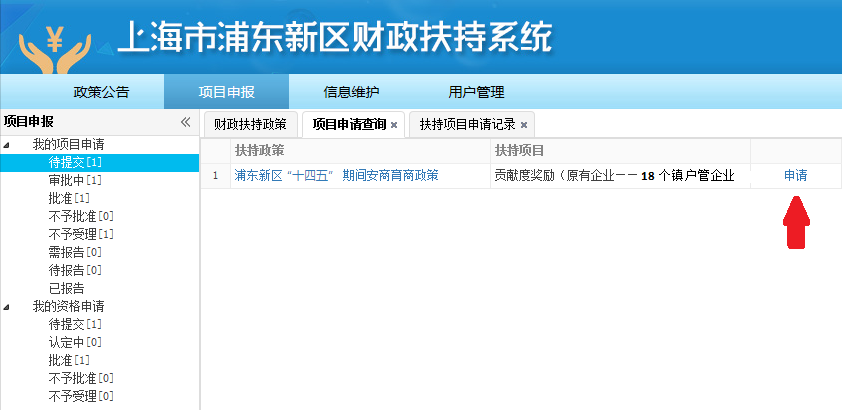 ¥
上海市浦东新区财政扶持系统
政策公告 项目申报 信息维护 用户管理
项目申报
财政扶持政策 项目申请查询 × 扶持项目申请记录 ×
我的项目申请
待提交[1]
审批中[1]
批准[1]
不予批准[0]
不予受理[1]
需报告[0]
待报告[0]
已报告
我的资格申请
待提交[1]
认定中[0]
批准[1]
不予批准[0]
不予受理[0]
扶持政策 扶持项目
1 浦东新区“十四五” 期间安商育商政策 贡献度奖励（原有企业－－18 个镇户管企业 申请